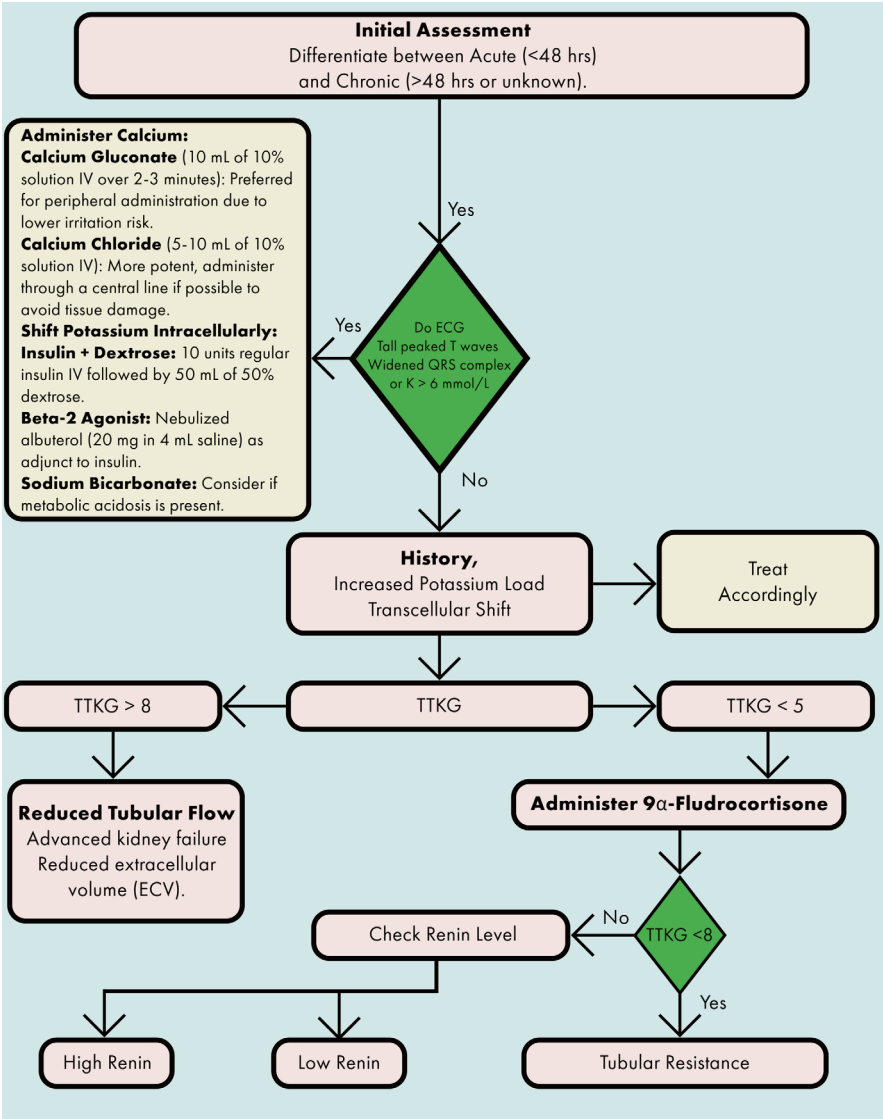 Initial Assessment
Differentiate between Acute (<48 hrs)
and Chronic (>48 hrs or unknown).
Administer Calcium:
Calcium Gluconate (10 mL of 10%
solution IV over 2-3 minutes): Preferred
for peripheral administration due to
lower irritation risk.
Calcium Chloride (5-10 mL of 10%
solution IV): More potent, administer
through a central line if possible to
avoid tissue damage.
Shift Potassium Intracellularly:
Insulin + Dextrose: 10 units regular
insulin IV followed by 50 mL of 50%
dextrose.
Beta-2 Agonist: Nebulized
albuterol (20 mg in 4 mL saline) as
adjunct to insulin.
Sodium Bicarbonate: Consider if
metabolic acidosis is present.
Yes
Yes
Do ECG
Tall peaked T waves
Widened QRS complex
or K > 6 mmol/L
No
History,
Increased Potassium Load
Transcellular Shift
Treat
Accordingly
TTKG > 8
TTKG
TTKG < 5
Reduced Tubular Flow
Advanced kidney failure
Reduced extracellular
volume (ECV).
Administer 9α-Fludrocortisone
Check Renin Level
No
TTKG <8
Yes
High Renin
Low Renin
Tubular Resistance